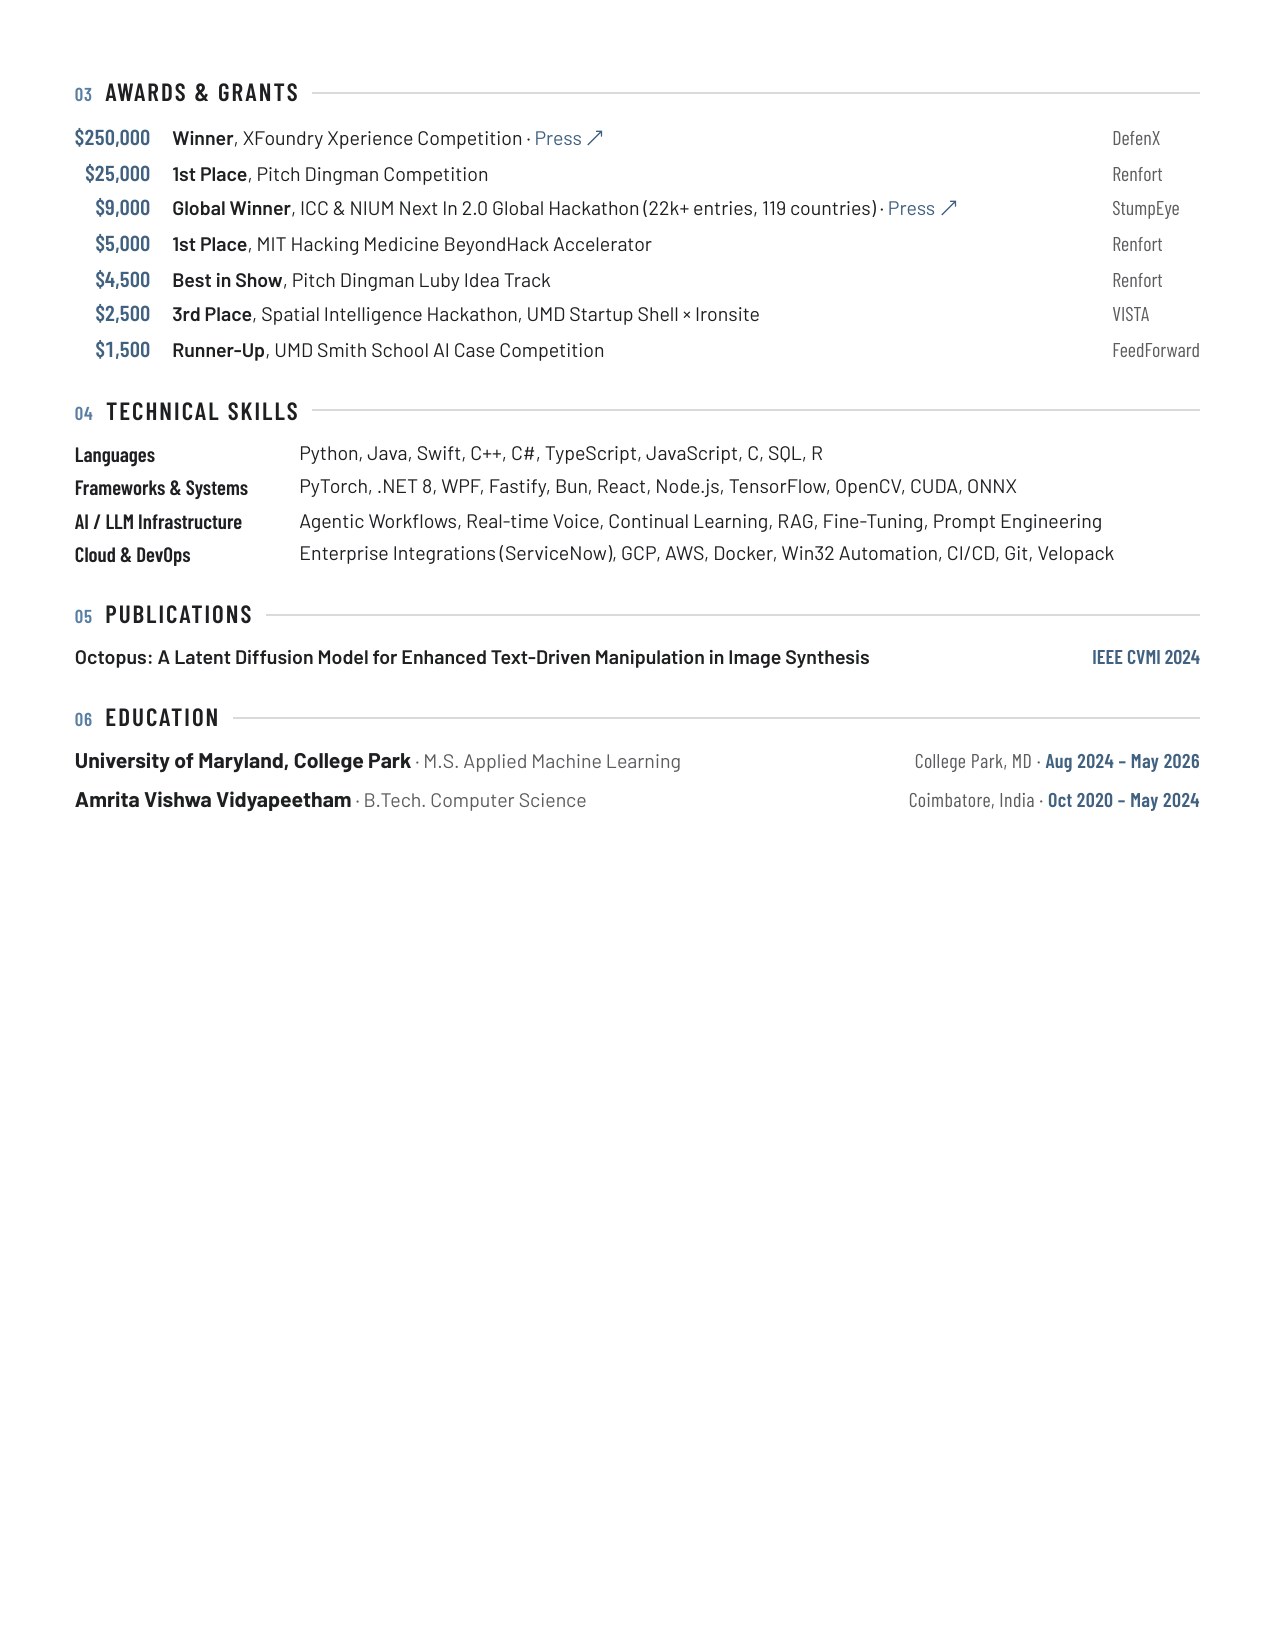 03 AWARDS & GRANTS
$250,000 Winner, XFoundry Xperience Competition · Press ↗ DefenX
$25,000 1st Place, Pitch Dingman Competition Renfort
$9,000 Global Winner, ICC & NIUM Next In 2.0 Global Hackathon (22k+ entries, 119 countries) · Press ↗ StumpEye
$5,000 1st Place, MIT Hacking Medicine BeyondHack Accelerator Renfort
$4,500 Best in Show, Pitch Dingman Luby Idea Track Renfort
$2,500 3rd Place, Spatial Intelligence Hackathon, UMD Startup Shell × Ironsite VISTA
$1,500 Runner-Up, UMD Smith School AI Case Competition FeedForward
04 TECHNICAL SKILLS
Languages Python, Java, Swift, C++, C#, TypeScript, JavaScript, C, SQL, R
Frameworks & Systems PyTorch, .NET 8, WPF, Fastify, Bun, React, Node.js, TensorFlow, OpenCV, CUDA, ONNX
AI / LLM Infrastructure Agentic Workflows, Real-time Voice, Continual Learning, RAG, Fine-Tuning, Prompt Engineering
Cloud & DevOps Enterprise Integrations (ServiceNow), GCP, AWS, Docker, Win32 Automation, CI/CD, Git, Velopack
05 PUBLICATIONS
Octopus: A Latent Diffusion Model for Enhanced Text-Driven Manipulation in Image Synthesis IEEE CVMI 2024
06 EDUCATION
University of Maryland, College Park · M.S. Applied Machine Learning College Park, MD · Aug 2024 – May 2026
Amrita Vishwa Vidyapeetham · B.Tech. Computer Science Coimbatore, India · Oct 2020 – May 2024